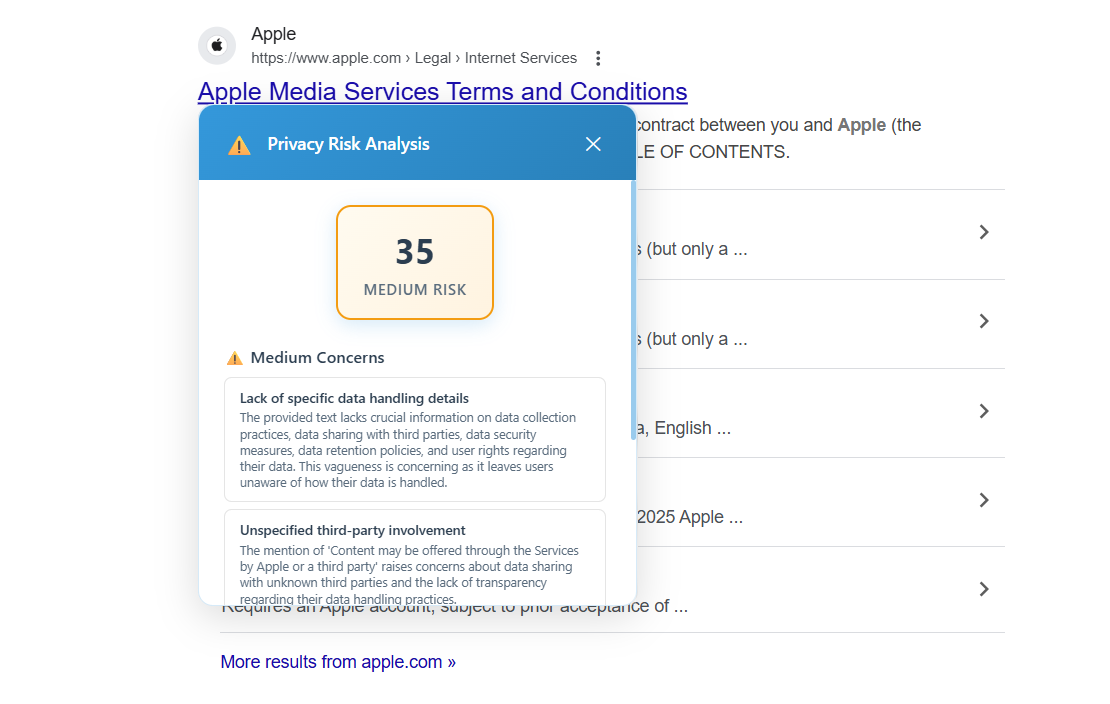 Apple
https://www.apple.com › Legal › Internet Services
Apple Media Services Terms and Conditions
contract between you and Apple (the
LE OF CONTENTS.
Privacy Risk Analysis
35
MEDIUM RISK
Medium Concerns
Lack of specific data handling details
The provided text lacks crucial information on data collection
practices, data sharing with third parties, data security
measures, data retention policies, and user rights regarding
their data. This vagueness is concerning as it leaves users
unaware of how their data is handled.
Unspecified third-party involvement
The mention of 'Content may be offered through the Services
by Apple or a third party' raises concerns about data sharing
with unknown third parties and the lack of transparency
regarding their data handling practices.
s (but only a ...
s (but only a ...
a, English ...
2025 Apple ...
Requires an Apple account, subject to prior acceptance of ...
More results from apple.com »